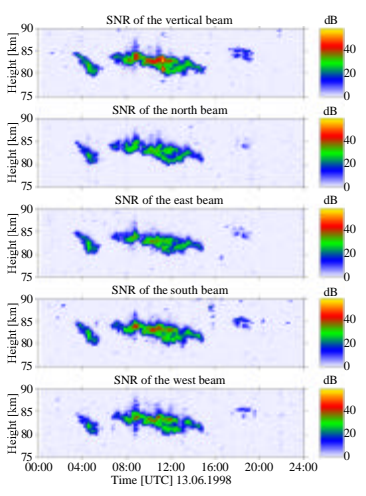 SNR of the vertical beam
dB
Height [km]
90
85
80
75
40
20
0
SNR of the north beam
dB
Height [km]
90
85
80
75
40
20
0
SNR of the east beam
dB
Height [km]
90
85
80
75
40
20
0
SNR of the south beam
dB
Height [km]
90
85
80
75
40
20
0
SNR of the west beam
dB
Height [km]
90
85
80
75
40
20
0
00:00 04:00 08:00 12:00 16:00 20:00 24:00
Time [UTC] 13.06.1998